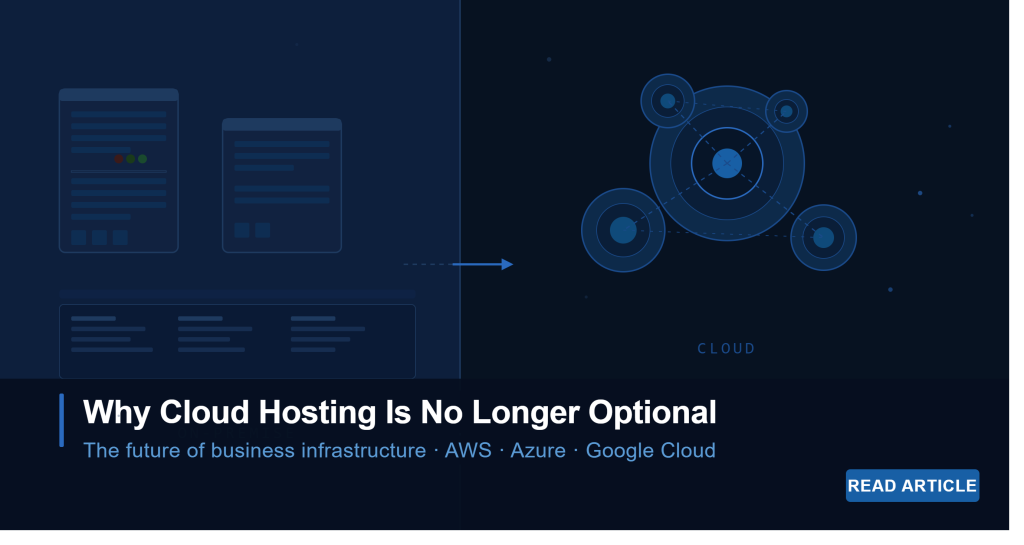 CLOUD
Why Cloud Hosting Is No Longer Optional
The future of business infrastructure · AWS · Azure · Google Cloud
READ ARTICLE